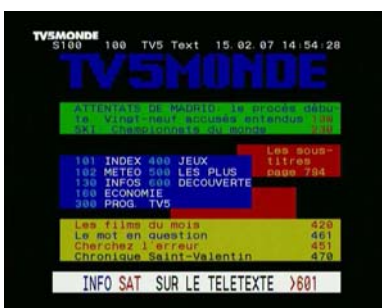 TV5MONDE
S100 100 TV5 Text 15.02.07 14:54:28
TV5MONDE
ATTENTATS DE MADRID: le procès débu-
te. Vingt-neuf accusés entendus 130
SKI: Championnats du monde 230
Les sous-
titres
page 784
101 INDEX 400 JEUX
102 METEO 500 LES PLUS
130 INFOS 600 DECOUVERTE
160 ECONOMIE
300 PROG. TV5
Les films du mois 420
Le mot en question 461
Cherchez l'erreur 451
Chronique Saint-Valentin 470
INFO SAT SUR LE TELETEXTE >601